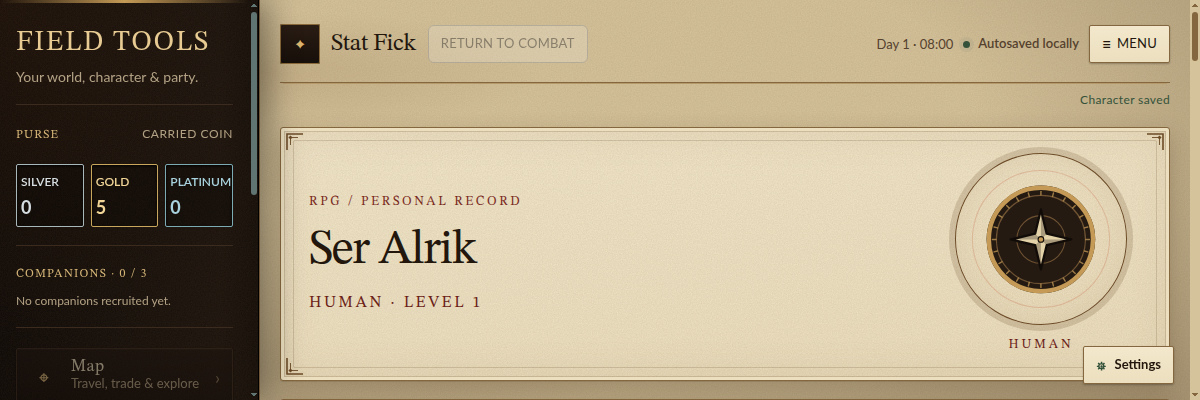 FIELD TOOLS
Your world, character & party.
PURSE
CARRIED COIN
SILVER
0
GOLD
5
PLATINUM
0
COMPANIONS · 0 / 3
No companions recruited yet.
Map
Travel, trade & explore
Stat Fick
RETURN TO COMBAT
Day 1 · 08:00
Autosaved locally
≡ MENU
Character saved
RPG / PERSONAL RECORD
Ser Alrik
HUMAN · LEVEL 1
HUMAN
Settings